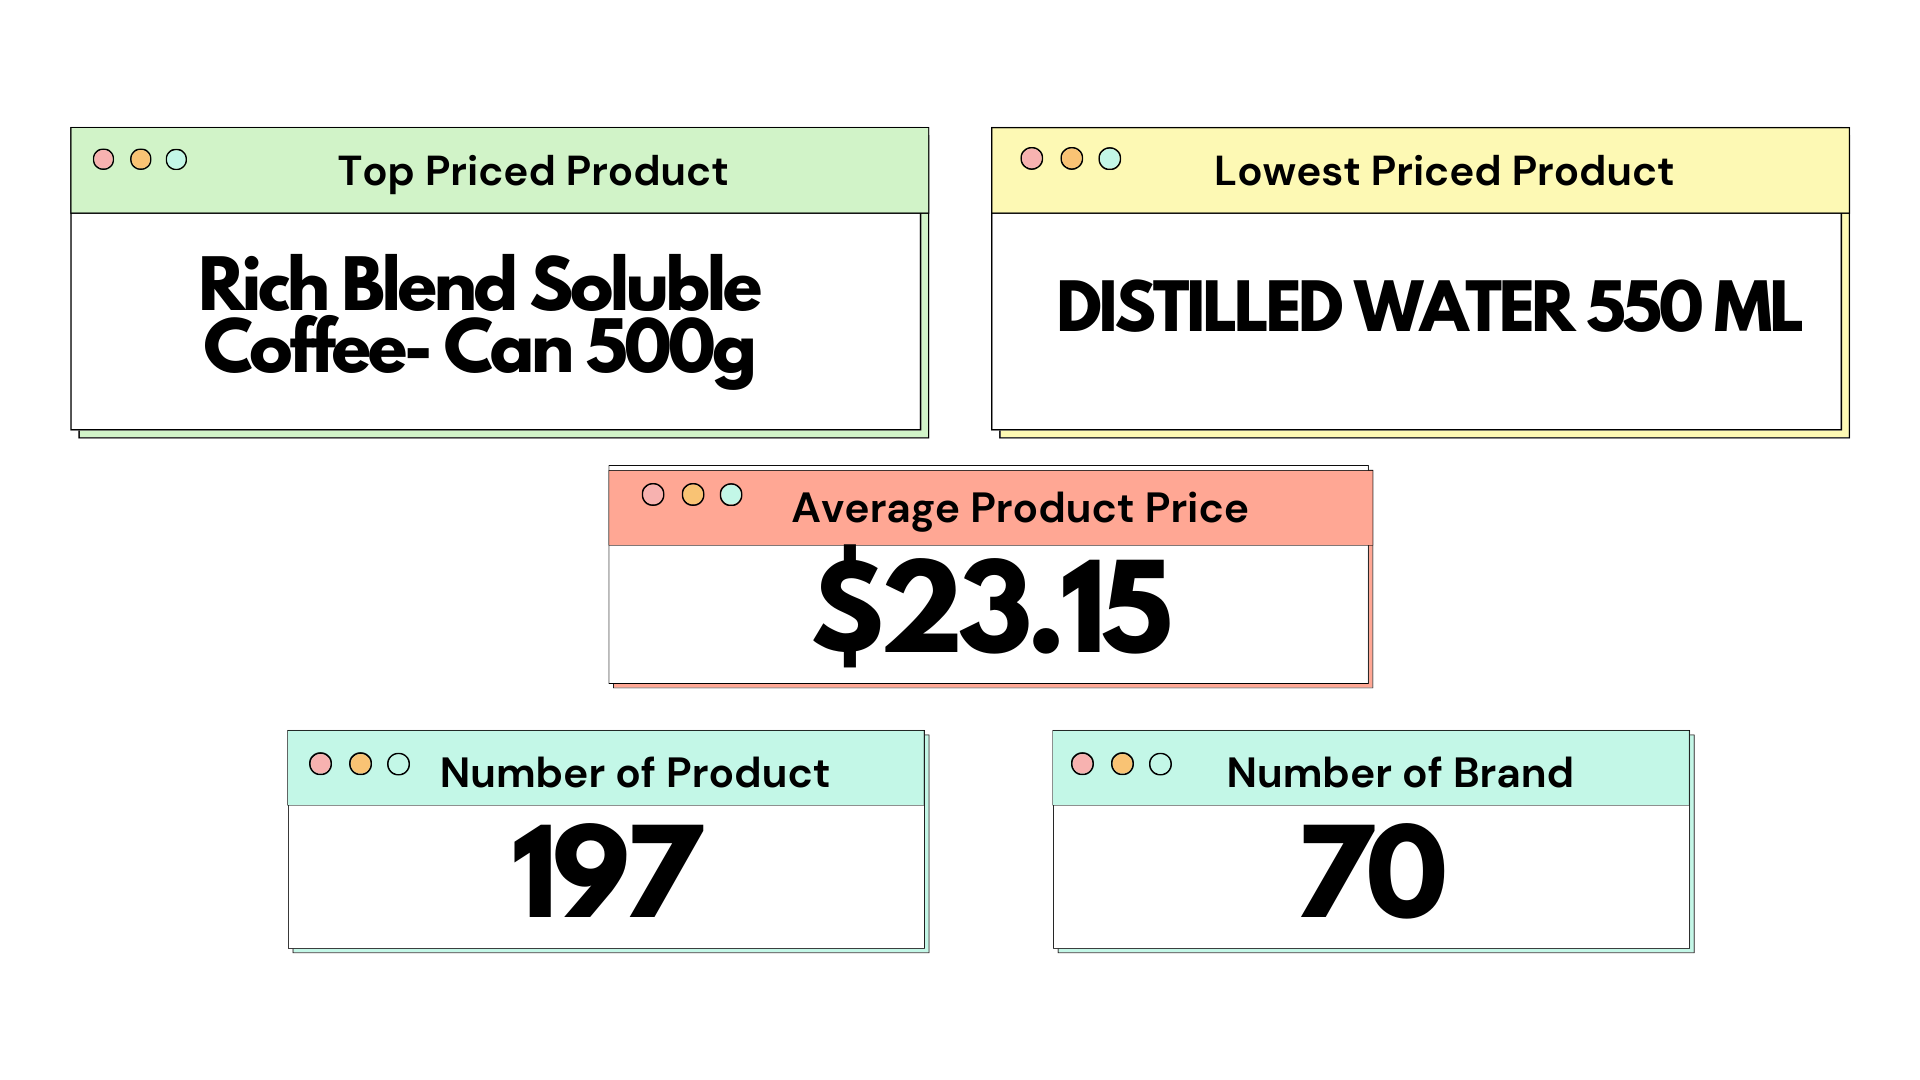 Top Priced Product
Rich Blend Soluble
Coffee- Can 500g
Lowest Priced Product
DISTILLED WATER 550 ML
Average Product Price
$23.15
Number of Product
197
Number of Brand
70